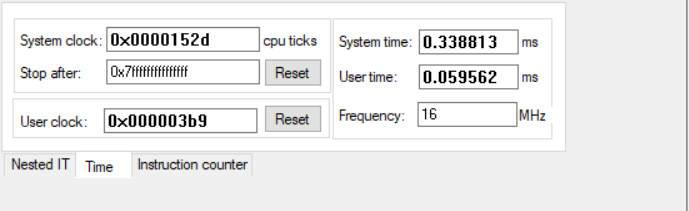 System clock: 0x0000152d cpu ticks
Stop after: 0x7fffffffffffffff Reset
User clock: 0x000003b9 Reset
System time: 0.338813 ms
User time: 0.059562 ms
Frequency: 16 MHz
Nested IT Time Instruction counter